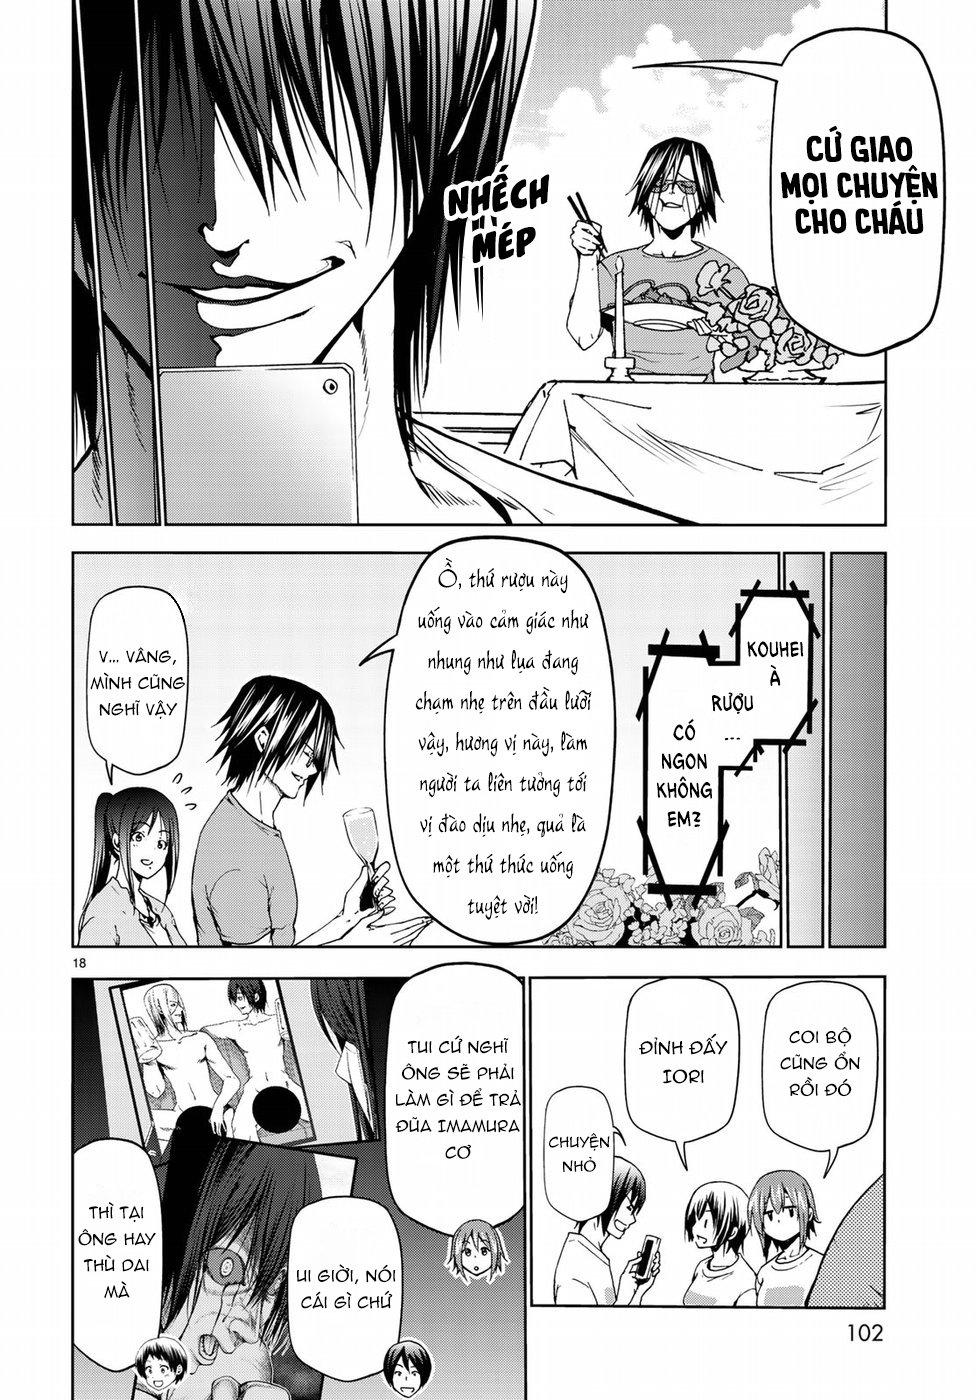 CỨ GIAO
MỌI CHUYỆN
CHO CHÁU
NHẾCH
MÉP
KOUHEI
À
RƯỢU
...
CÓ
NGON
KHÔNG
EM?
Ồ, thứ rượu này
uống vào cảm giác như
nhung như lụa đang
chạm nhẹ trên đầu lưỡi
vậy, hương vị này, làm
người ta liên tưởng tới
vị đào dịu nhẹ, quả là
một thứ thức uống
tuyệt vời!
V... VÂNG,
MÌNH CŨNG
NGHĨ VẬY
18
COI BỘ
CŨNG ỔN
RỒI ĐÓ
ĐỈNH ĐẤY
IORI
CHUYỆN
NHỎ
TUI CỨ NGHĨ
ÔNG SẼ PHẢI
LÀM GÌ ĐỂ TRẢ
ĐŨA IMAMURA
CƠ
UI GIỜI, NÓI
CÁI GÌ CHỨ
THÌ TẠI
ÔNG HAY
THÙ DAI
MÀ
102